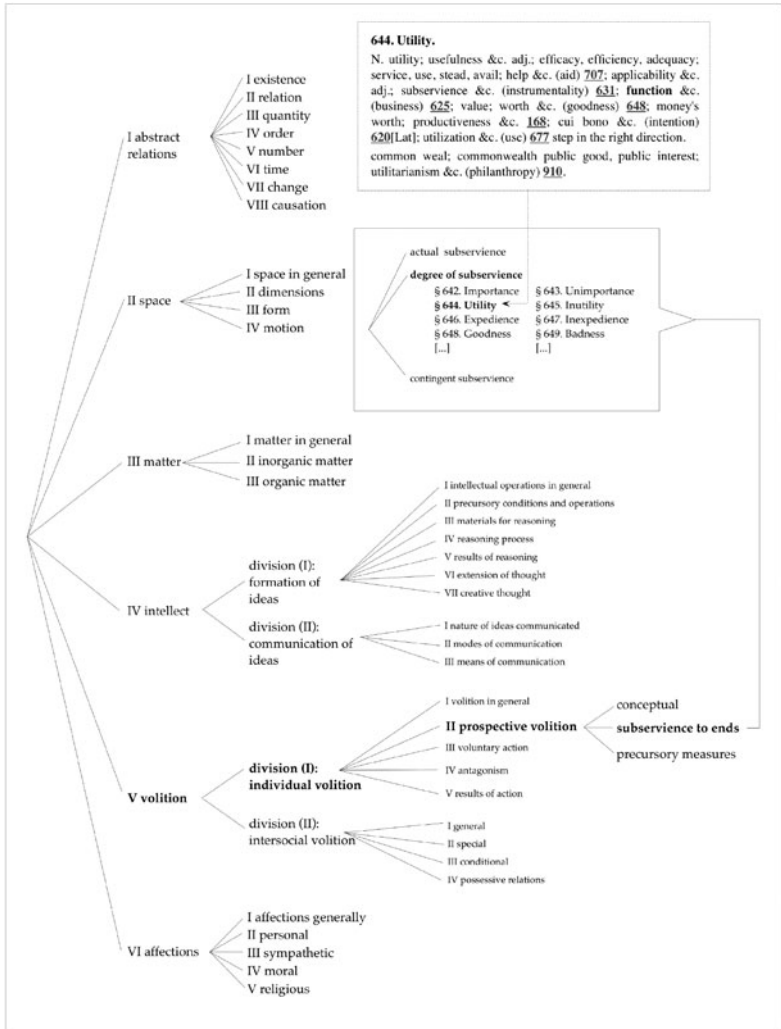 644. Utility.
N. utility; usefulness &c. adj.; efficacy, efficiency, adequacy;
service, use, stead, avail; help &c. (aid) 707; applicability &c.
adj.; subservience &c. (instrumentality) 631; function &c.
(business) 625; value; worth &c. (goodness) 648; money's
worth; productiveness &c. 168; cui bono &c. (intention)
620[Lat]; utilization &c. (use) 677 step in the right direction.
common weal; commonwealth public good, public interest;
utilitarianism &c. (philanthropy) 910.
I abstract
relations
I existence
II relation
III quantity
IV order
V number
VI time
VII change
VIII causation
actual subservience
degree of subservience
§ 642. Importance § 643. Unimportance
§ 644. Utility § 645. Inutility
§ 646. Expedience § 647. Inexpedience
§ 648. Goodness § 649. Badness
[...] [...]
contingent subservience
II space
I space in general
II dimensions
III form
IV motion
III matter
I matter in general
II inorganic matter
III organic matter
IV intellect
division (I):
formation of
ideas
I intellectual operations in general
II precursory conditions and operations
III materials for reasoning
IV reasoning process
V results of reasoning
VI extension of thought
VII creative thought
division (II):
communication of
ideas
I nature of ideas communicated
II modes of communication
III means of communication
V volition
division (I):
individual volition
I volition in general
II prospective volition
III voluntary action
IV antagonism
V results of action
conceptual
subservience to ends
precursory measures
division (II):
intersocial volition
I general
II special
III conditional
IV possessive relations
VI affections
I affections generally
II personal
III sympathetic
IV moral
V religious